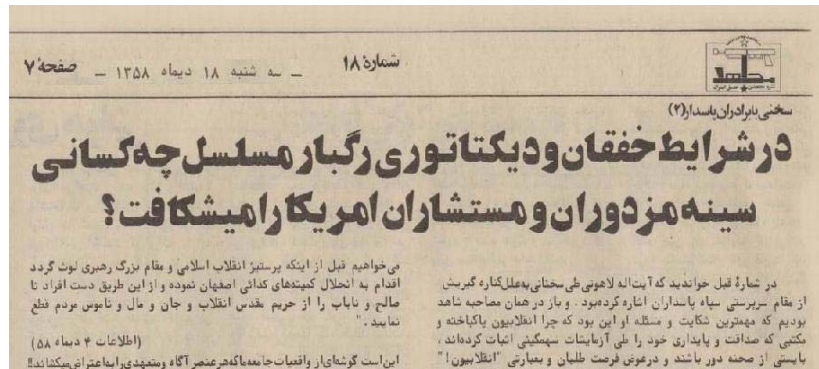 شمارهٔ ۱۸ – سه شنبه ۱۸ دیماه ۱۳۵۸ – صفحهٔ ۷
مجاهد
سخنی با برادران پاسدار (۲)
در شرایط خفقان و دیکتاتوری رگبار مسلسل چه کسانی
سینه مزدوران و مستشاران امریکا را میشکافت؟
در شمارهٔ قبل خواندید که آیت‌اله لاهوتی طی سخنانی به علل کناره گیریش
از مقام سرپرستی سپاه پاسداران اشاره کرده بود. و باز در همان مصاحبه شاهد
بودیم که مهمترین شکایت و مسئله او این بود که چرا انقلابیون پاکباخته و
مکتبی که صداقت و پایداری خود را طی آزمایشات سهمگینی اثبات کرده‌اند،
بایستی از صحنه دور باشند و درعوض فرصت طلبان و بعبارتی "انقلابیون!"
می‌خواهیم قبل از اینکه پرستیژ انقلاب اسلامی و مقام بزرگ رهبری لوث گردد
اقدام به انحلال کمیته‌های کذائی اصفهان نموده و از این طریق دست افراد نا
صالح و ناباب را از حریم مقدس انقلاب و جان و مال و ناموس مردم قطع
نمایید."
(اطلاعات ۴ دیماه ۵۸)
این است گوشه‌ای از واقعیات جامعه ما که هر عنصر آگاه و متعهدی را به اعتراض میکشاند!!